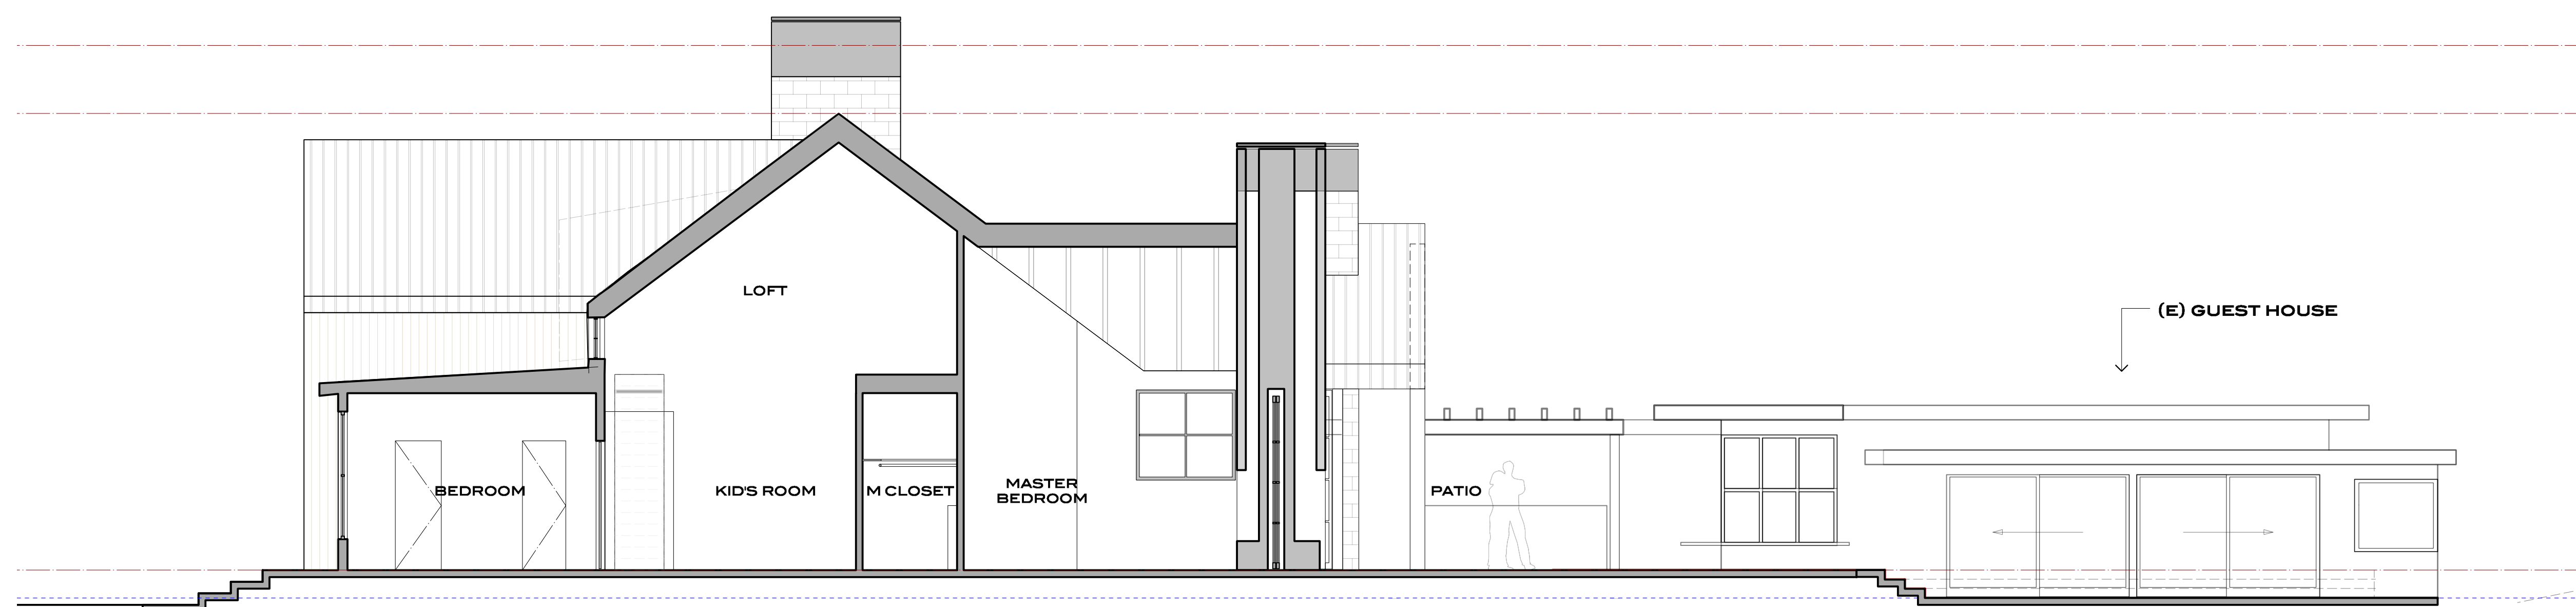 LOFT
(E) GUEST HOUSE
BEDROOM
KID'S ROOM
M CLOSET
MASTER
BEDROOM
PATIO